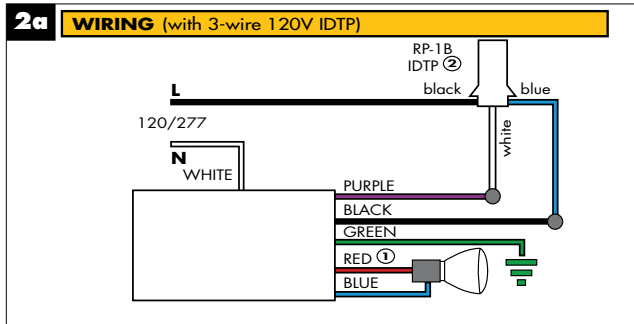 2a WIRING (with 3-wire 120V IDTP)
RP-1B
IDTP ②
black blue
L
120/277
white
N
WHITE
PURPLE
BLACK
GREEN
RED ①
BLUE